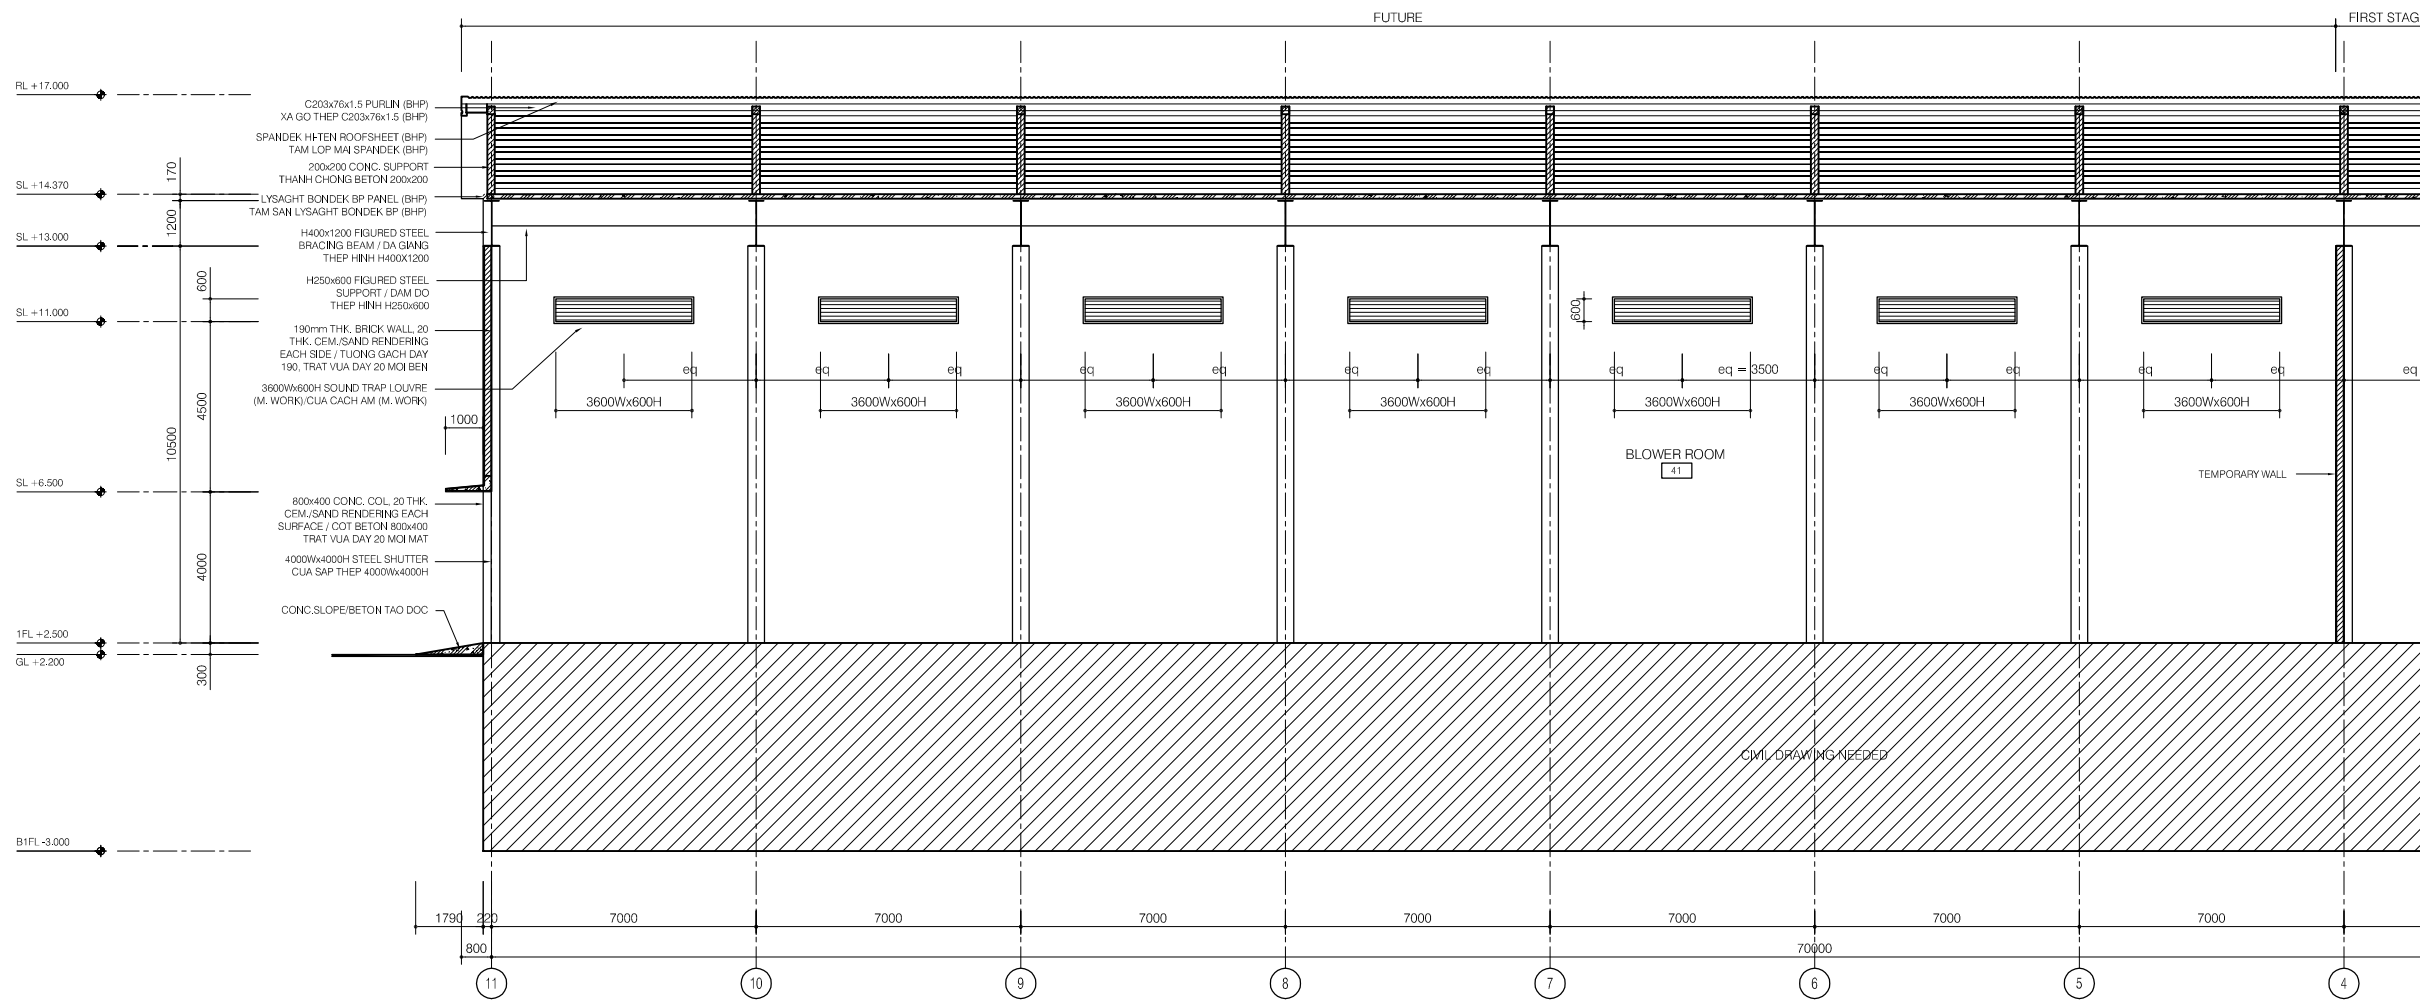 FUTURE
FIRST STAG
RL +17.000
SL +14.370
SL +13.000
SL +11.000
SL +6.500
1FL +2.500
GL +2.200
B1FL -3.000
170
1200
600
4500
10500
4000
300
1000
C203x76x1.5 PURLIN (BHP)
XA GO THEP C203x76x1.5 (BHP)
SPANDEK HI-TEN ROOFSHEET (BHP)
TAM LOP MAI SPANDEK (BHP)
200x200 CONC. SUPPORT
THANH CHONG BETON 200x200
LYSAGHT BONDEK BP PANEL (BHP)
TAM SAN LYSAGHT BONDEK BP (BHP)
H400x1200 FIGURED STEEL
BRACING BEAM / DA GIANG
THEP HINH H400X1200
H250x600 FIGURED STEEL
SUPPORT / DAM DO
THEP HINH H250x600
190mm THK. BRICK WALL, 20
THK. CEM./SAND RENDERING
EACH SIDE / TUONG GACH DAY
190, TRAT VUA DAY 20 MOI BEN
3600Wx600H SOUND TRAP LOUVRE
(M. WORK)/CUA CACH AM (M. WORK)
800x400 CONC. COL, 20 THK.
CEM./SAND RENDERING EACH
SURFACE / COT BETON 800x400
TRAT VUA DAY 20 MOI MAT
4000Wx4000H STEEL SHUTTER
CUA SAP THEP 4000Wx4000H
CONC.SLOPE/BETON TAO DOC
600
eq eq eq eq eq eq eq eq eq = 3500 eq eq eq eq
3600Wx600H 3600Wx600H 3600Wx600H 3600Wx600H 3600Wx600H 3600Wx600H 3600Wx600H
BLOWER ROOM
41
TEMPORARY WALL
CIVIL DRAWING NEEDED
1790 220 7000 7000 7000 7000 7000 7000 7000
800 70000
11 10 9 8 7 6 5 4